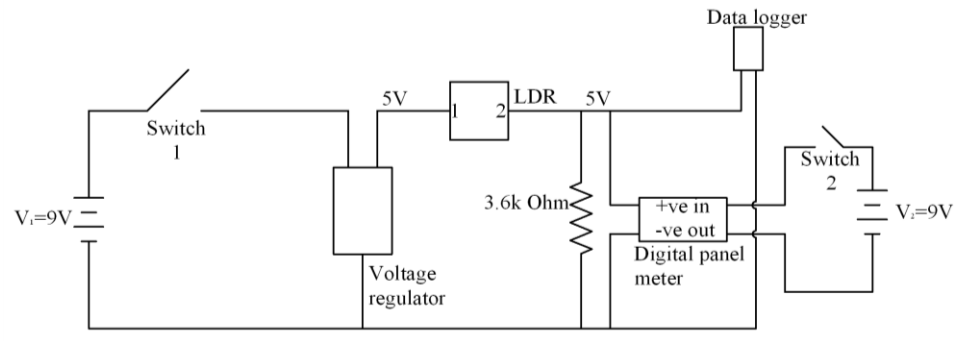 Data logger
5V
LDR
5V
1
2
Switch
1
Switch
2
3.6k Ohm
+ve in
-ve out
V₁=9V
V₂=9V
Digital panel
meter
Voltage
regulator